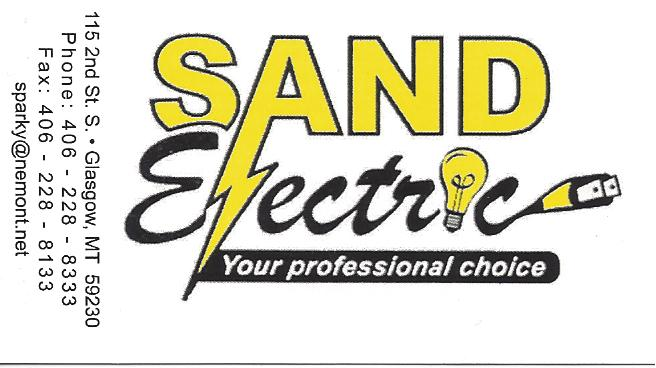 SAND
Electric
Your professional choice
115 2nd St. S. • Glasgow, MT 59230
Phone: 406 - 228 - 8333
Fax: 406 - 228 - 8133
sparky@nemont.net